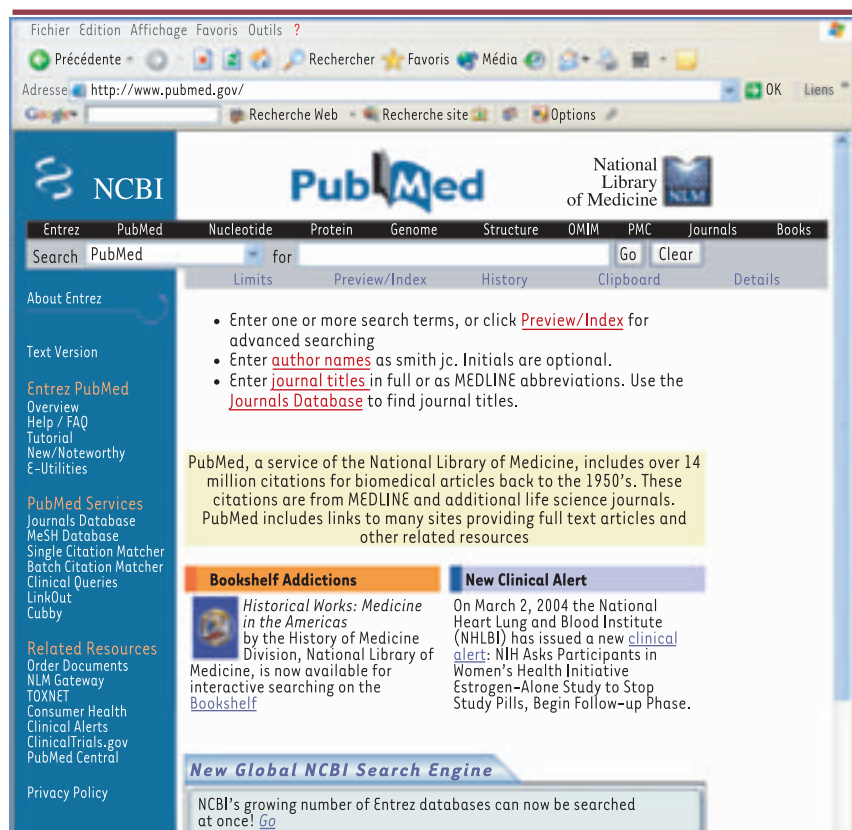 Fichier Edition Affichage Favoris Outils ?
Précédente Rechercher Favoris Média
Adresse http://www.pubmed.gov/ OK Liens
Google Recherche Web Recherche site Options
NCBI
PubMed
National
Library
of Medicine
NLM
Entrez PubMed Nucleotide Protein Genome Structure OMIM PMC Journals Books
Search PubMed for Go Clear
Limits Preview/Index History Clipboard Details
About Entrez
Text Version
Entrez PubMed
Overview
Help / FAQ
Tutorial
New/Noteworthy
E-Utilities
PubMed Services
Journals Database
MeSH Database
Single Citation Matcher
Batch Citation Matcher
Clinical Queries
LinkOut
Cubby
Related Resources
Order Documents
NLM Gateway
TOXNET
Consumer Health
Clinical Alerts
ClinicalTrials.gov
PubMed Central
Privacy Policy
• Enter one or more search terms, or click Preview/Index for
advanced searching
• Enter author names as smith jc. Initials are optional.
• Enter journal titles in full or as MEDLINE abbreviations. Use the
Journals Database to find journal titles.
PubMed, a service of the National Library of Medicine, includes over 14
million citations for biomedical articles back to the 1950's. These
citations are from MEDLINE and additional life science journals.
PubMed includes links to many sites providing full text articles and
other related resources
Bookshelf Addictions
Historical Works: Medicine
in the Americas
by the History of Medicine
Division, National Library of
Medicine, is now available for
interactive searching on the
Bookshelf
New Clinical Alert
On March 2, 2004 the National
Heart Lung and Blood Institute
(NHLBI) has issued a new clinical
alert: NIH Asks Participants in
Women's Health Initiative
Estrogen-Alone Study to Stop
Study Pills, Begin Follow-up Phase.
New Global NCBI Search Engine
NCBI's growing number of Entrez databases can now be searched
at once! Go